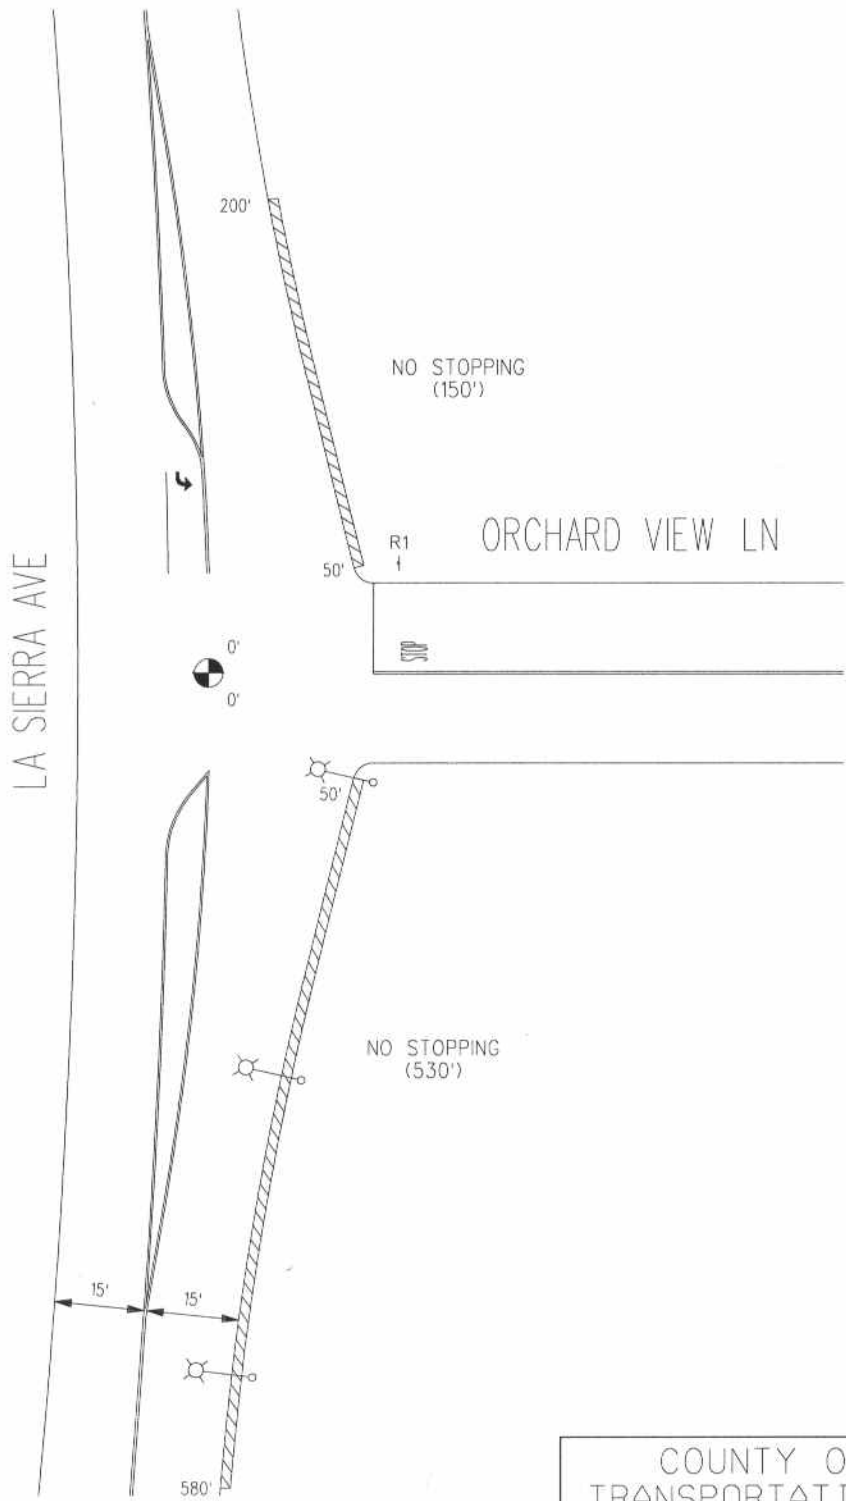 200'
NO STOPPING
(150')
ORCHARD VIEW LN
R1
50'
STOP
LA SIERRA AVE
0'
0'
50'
NO STOPPING
(530')
15'
15'
580'
COUNTY O
TRANSPORTATI